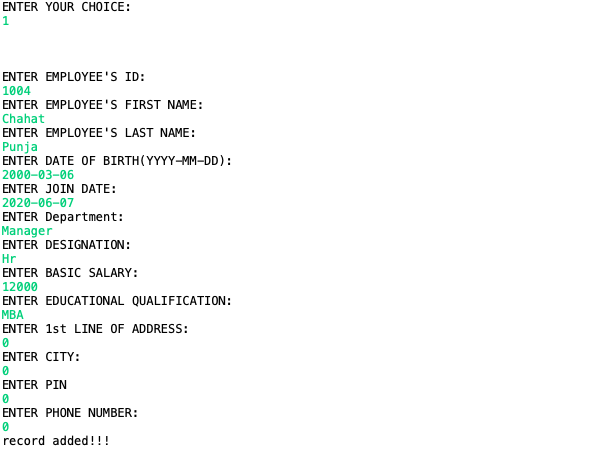 ENTER YOUR CHOICE:
1
ENTER EMPLOYEE'S ID:
1004
ENTER EMPLOYEE'S FIRST NAME:
Chahat
ENTER EMPLOYEE'S LAST NAME:
Punja
ENTER DATE OF BIRTH(YYYY-MM-DD):
2000-03-06
ENTER JOIN DATE:
2020-06-07
ENTER Department:
Manager
ENTER DESIGNATION:
Hr
ENTER BASIC SALARY:
12000
ENTER EDUCATIONAL QUALIFICATION:
MBA
ENTER 1st LINE OF ADDRESS:
0
ENTER CITY:
0
ENTER PIN
0
ENTER PHONE NUMBER:
0
record added!!!